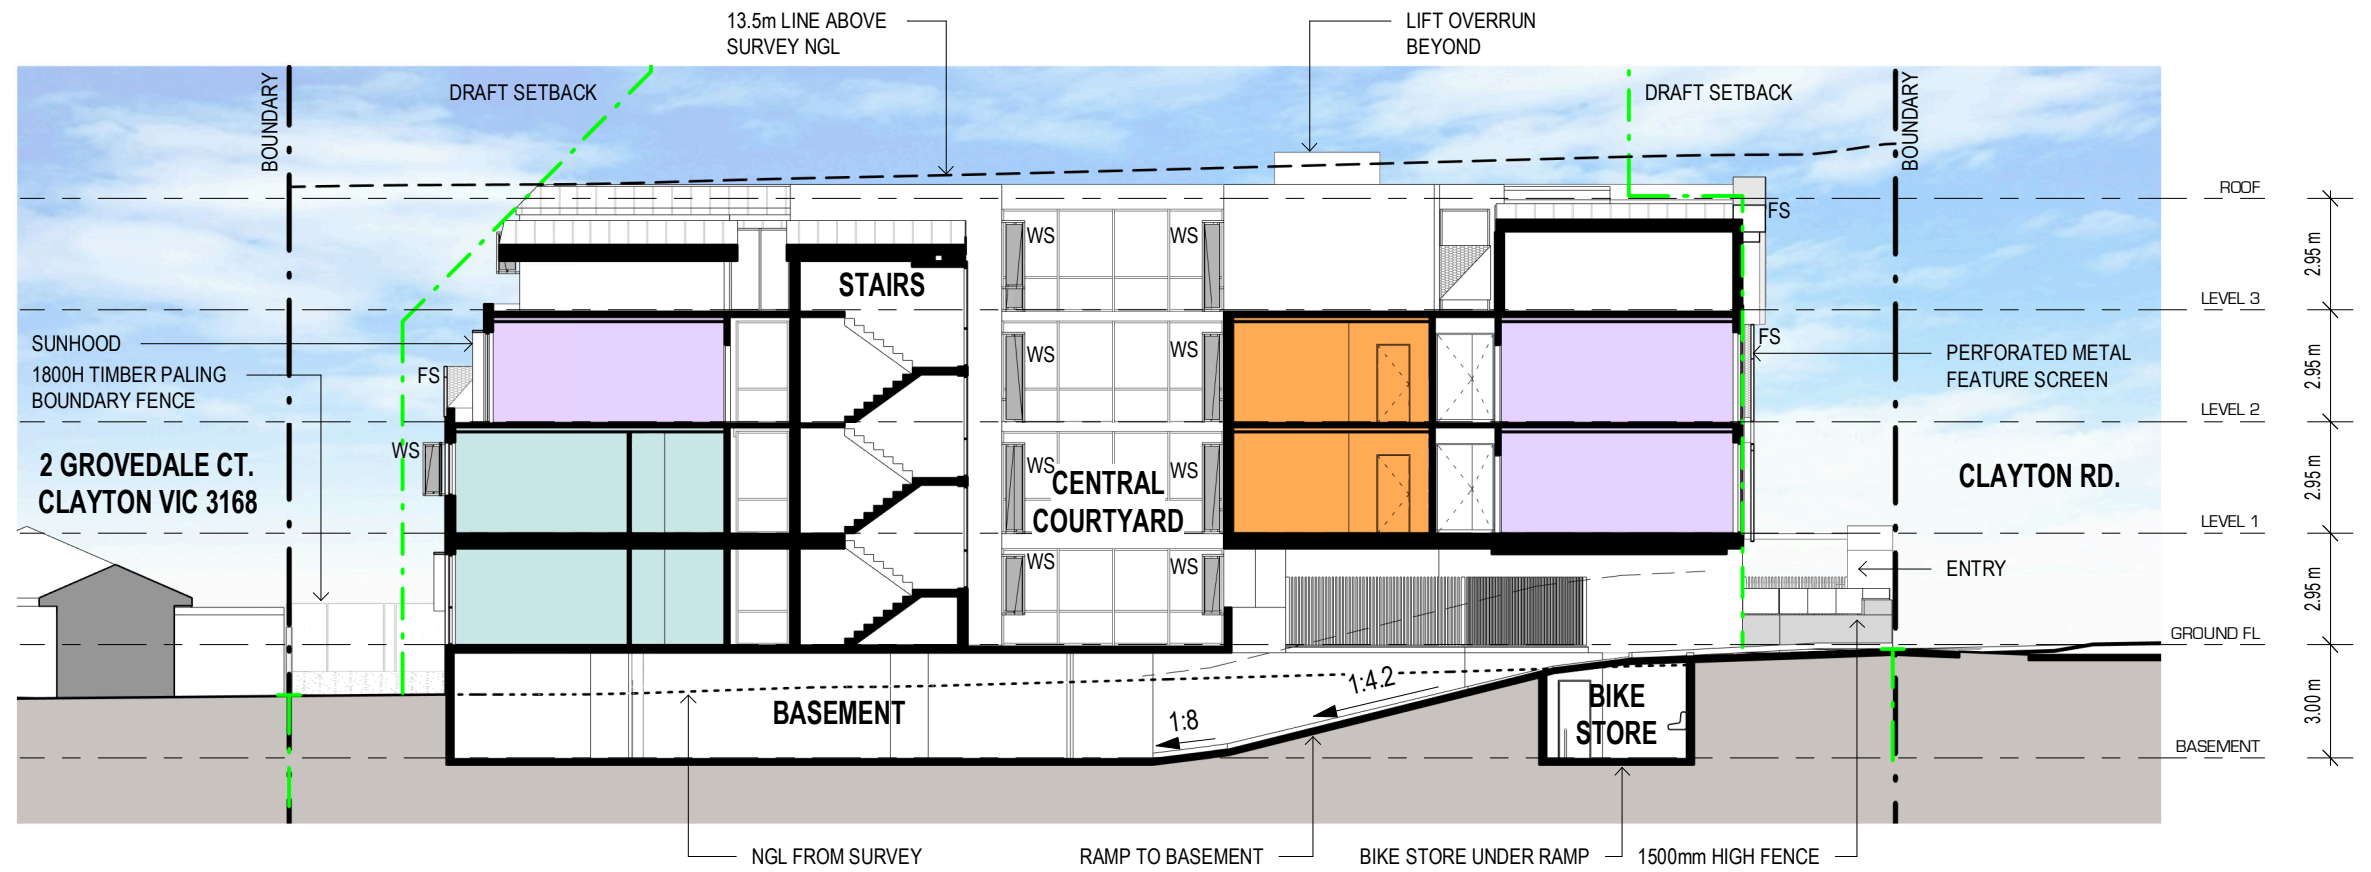 13.5m LINE ABOVE
SURVEY NGL
LIFT OVERRUN
BEYOND
BOUNDARY
DRAFT SETBACK
DRAFT SETBACK
BOUNDARY
ROOF
FS
WS
WS
2.95 m
STAIRS
LEVEL 3
SUNHOOD
1800H TIMBER PALING
BOUNDARY FENCE
FS
WS
WS
FS
PERFORATED METAL
FEATURE SCREEN
2.95 m
LEVEL 2
WS
2 GROVEDALE CT.
CLAYTON VIC 3168
WS
WS
CENTRAL
COURTYARD
CLAYTON RD.
2.95 m
LEVEL 1
WS
WS
ENTRY
2.95 m
GROUND FL
BASEMENT
1:8
1:4.2
BIKE
STORE
3.00 m
BASEMENT
NGL FROM SURVEY
RAMP TO BASEMENT
BIKE STORE UNDER RAMP
1500mm HIGH FENCE